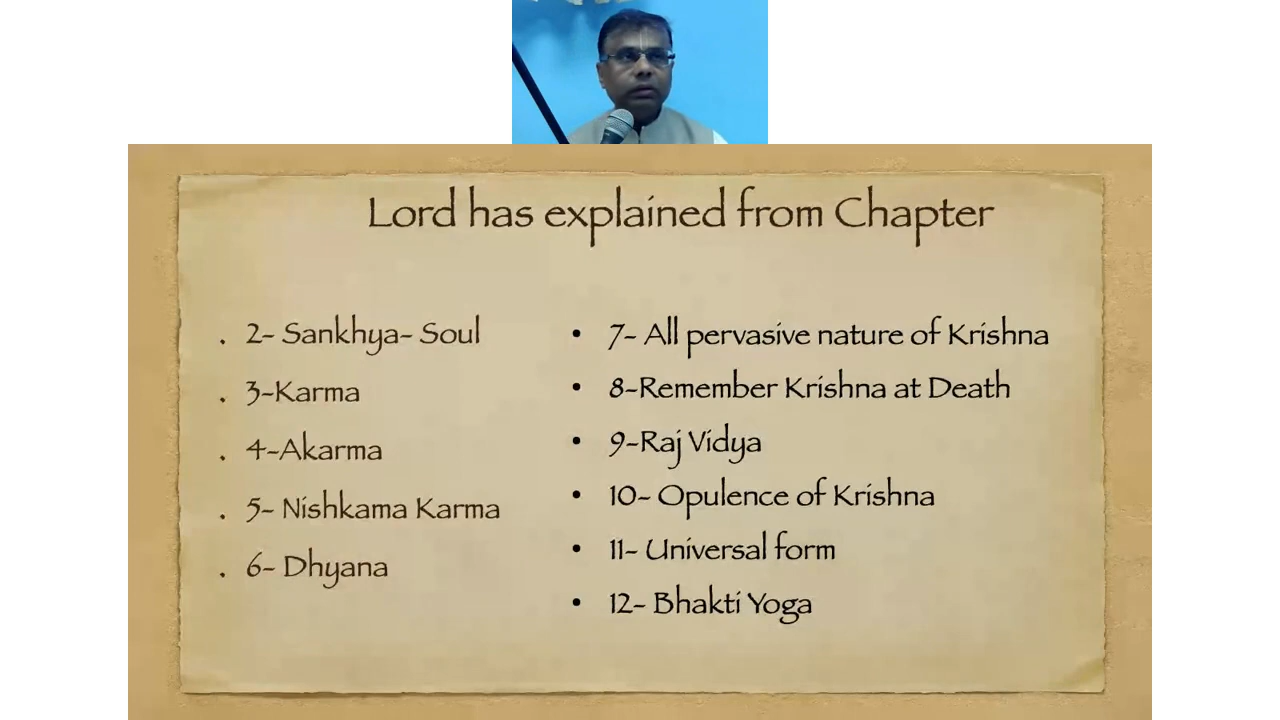 Lord has explained from Chapter
. 2- Sankhya- Soul
. 3-Karma
. 4-Akarma
. 5- Nishkama Karma
. 6- Dhyana
• 7- All pervasive nature of Krishna
• 8-Remember Krishna at Death
• 9-Raj Vidya
• 10- Opulence of Krishna
• 11- Universal form
• 12- Bhakti Yoga